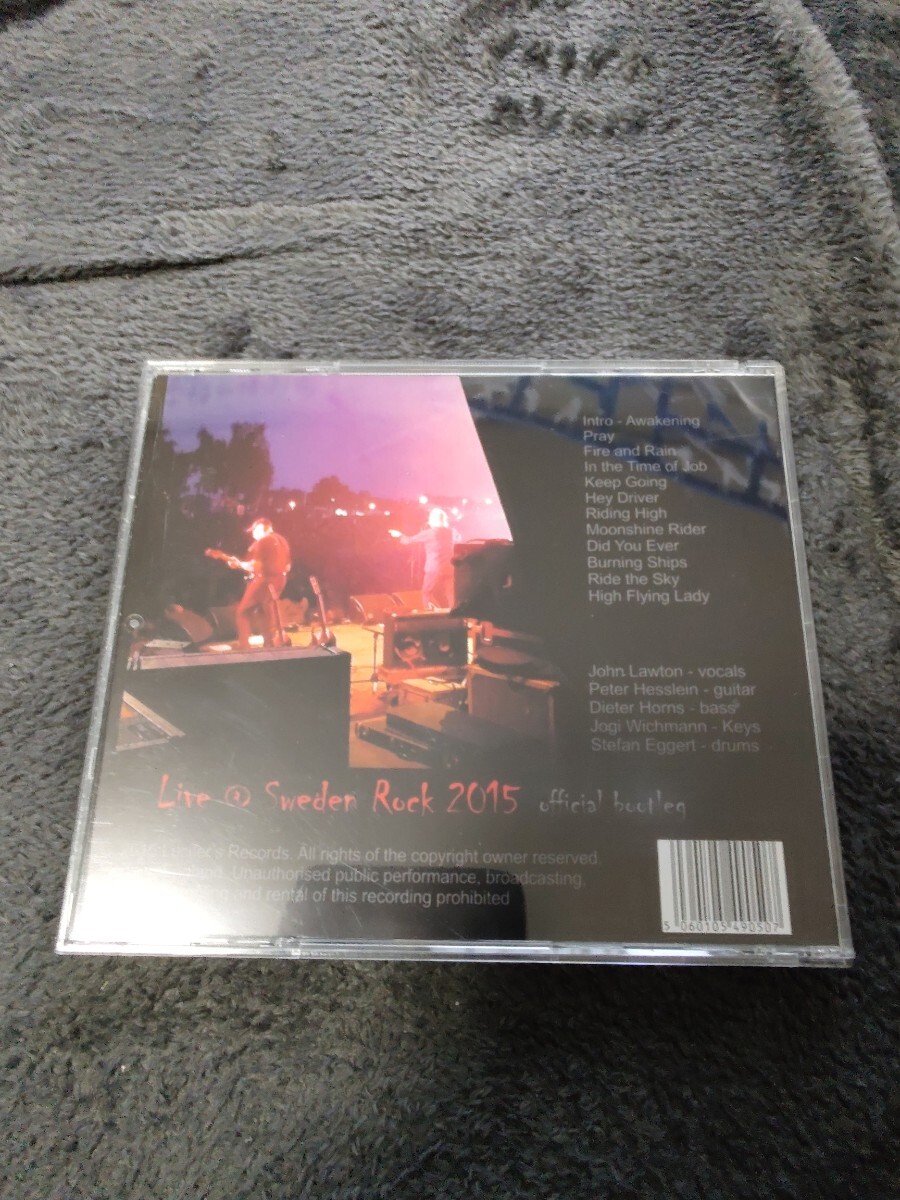 Intro - Awakening
Pray
Fire and Rain
In the Time of Job
Keep Going
Hey Driver
Riding High
Moonshine Rider
Did You Ever
Burning Ships
Ride the Sky
High Flying Lady
John Lawton - vocals
Peter Hesslein - guitar
Dieter Horns - bass
Jogi Wichmann - Keys
Stefan Eggert - drums
Live @ Sweden Rock 2015 official bootleg
Records. All rights of the copyright owner reserved.
Unauthorised public performance, broadcasting,
and rental of this recording prohibited
5 060105 490507